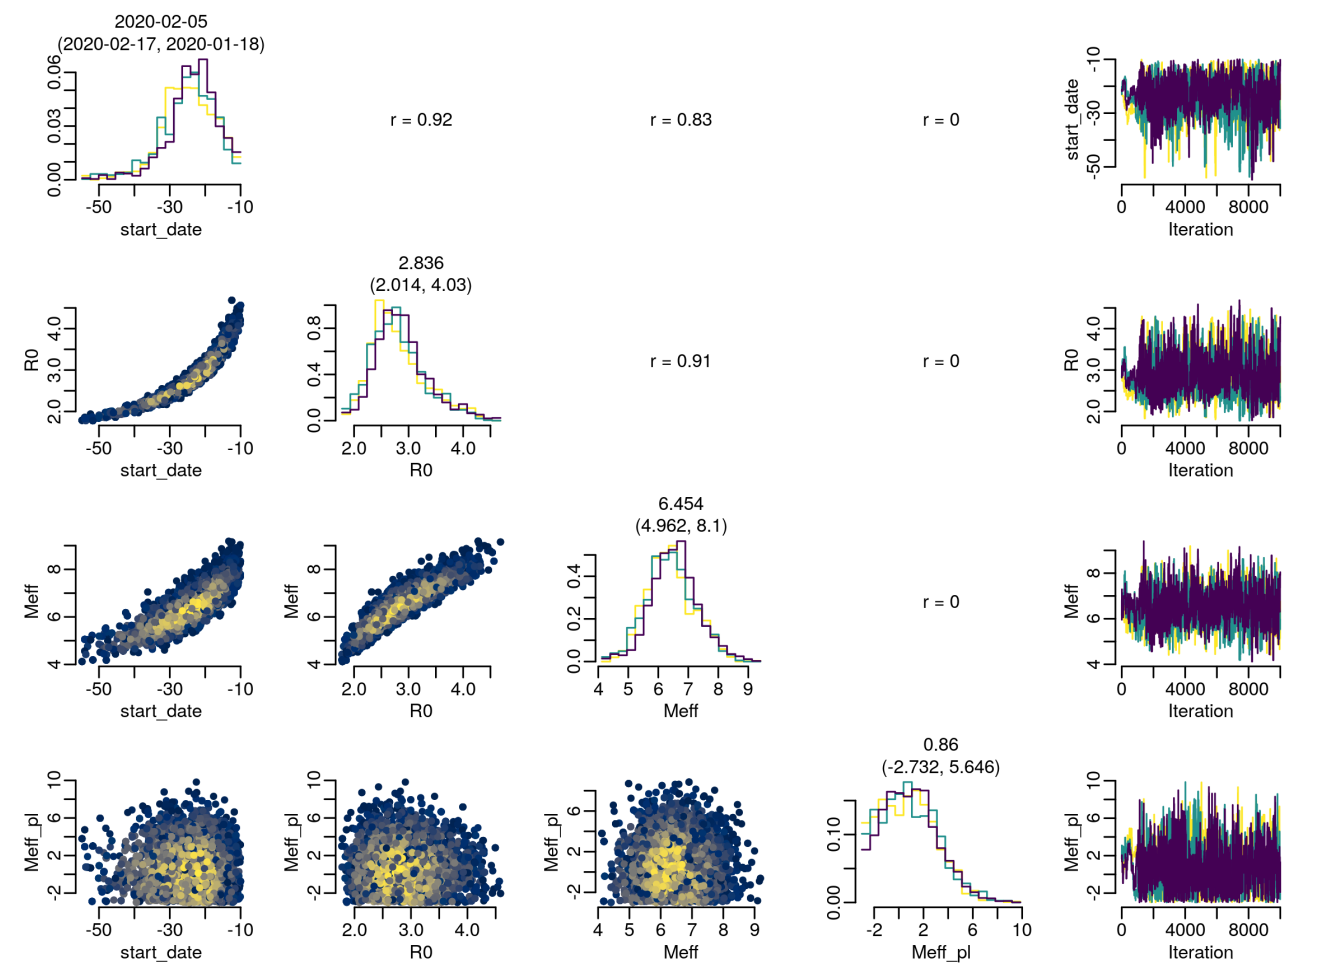 2020-02-05
(2020-02-17, 2020-01-18)
0.00 0.03 0.06
-50 -30 -10
start_date
r = 0.92
r = 0.83
r = 0
-50 -30 -10
start_date
0 4000 8000
Iteration
2.0 3.0 4.0
R0
-50 -30 -10
start_date
2.836
(2.014, 4.03)
0.0 0.4 0.8
2.0 3.0 4.0
R0
r = 0.91
r = 0
2.0 3.0 4.0
R0
0 4000 8000
Iteration
4 6 8
Meff
-50 -30 -10
start_date
4 6 8
Meff
2.0 3.0 4.0
R0
6.454
(4.962, 8.1)
0.0 0.2 0.4
4 5 6 7 8 9
Meff
r = 0
4 6 8
Meff
0 4000 8000
Iteration
-2 2 6 10
Meff_pl
-50 -30 -10
start_date
-2 2 6 10
Meff_pl
2.0 3.0 4.0
R0
-2 2 6
Meff_pl
4 5 6 7 8 9
Meff
0.86
(-2.732, 5.646)
0.00 0.10
-2 2 6 10
Meff_pl
-2 2 6 10
Meff_pl
0 4000 8000
Iteration